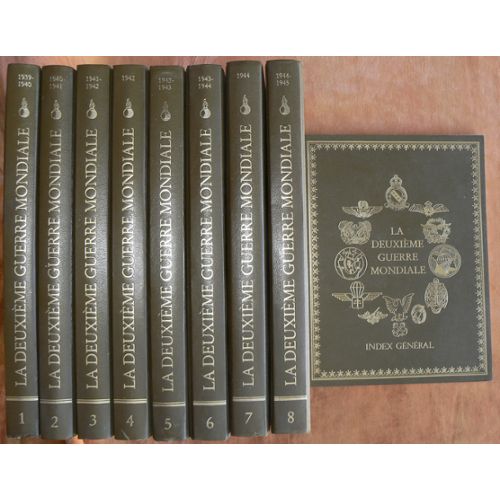 1939-
1940
LA DEUXIÈME GUERRE MONDIALE
1
1940-
1941
LA DEUXIÈME GUERRE MONDIALE
2
1941-
1942
LA DEUXIÈME GUERRE MONDIALE
3
1942
LA DEUXIÈME GUERRE MONDIALE
4
1942-
1943
LA DEUXIÈME GUERRE MONDIALE
5
1943-
1944
LA DEUXIÈME GUERRE MONDIALE
6
1944
LA DEUXIÈME GUERRE MONDIALE
7
1944-
1945
LA DEUXIÈME GUERRE MONDIALE
8
LA
DEUXIÈME
GUERRE
MONDIALE
INDEX GÉNÉRAL